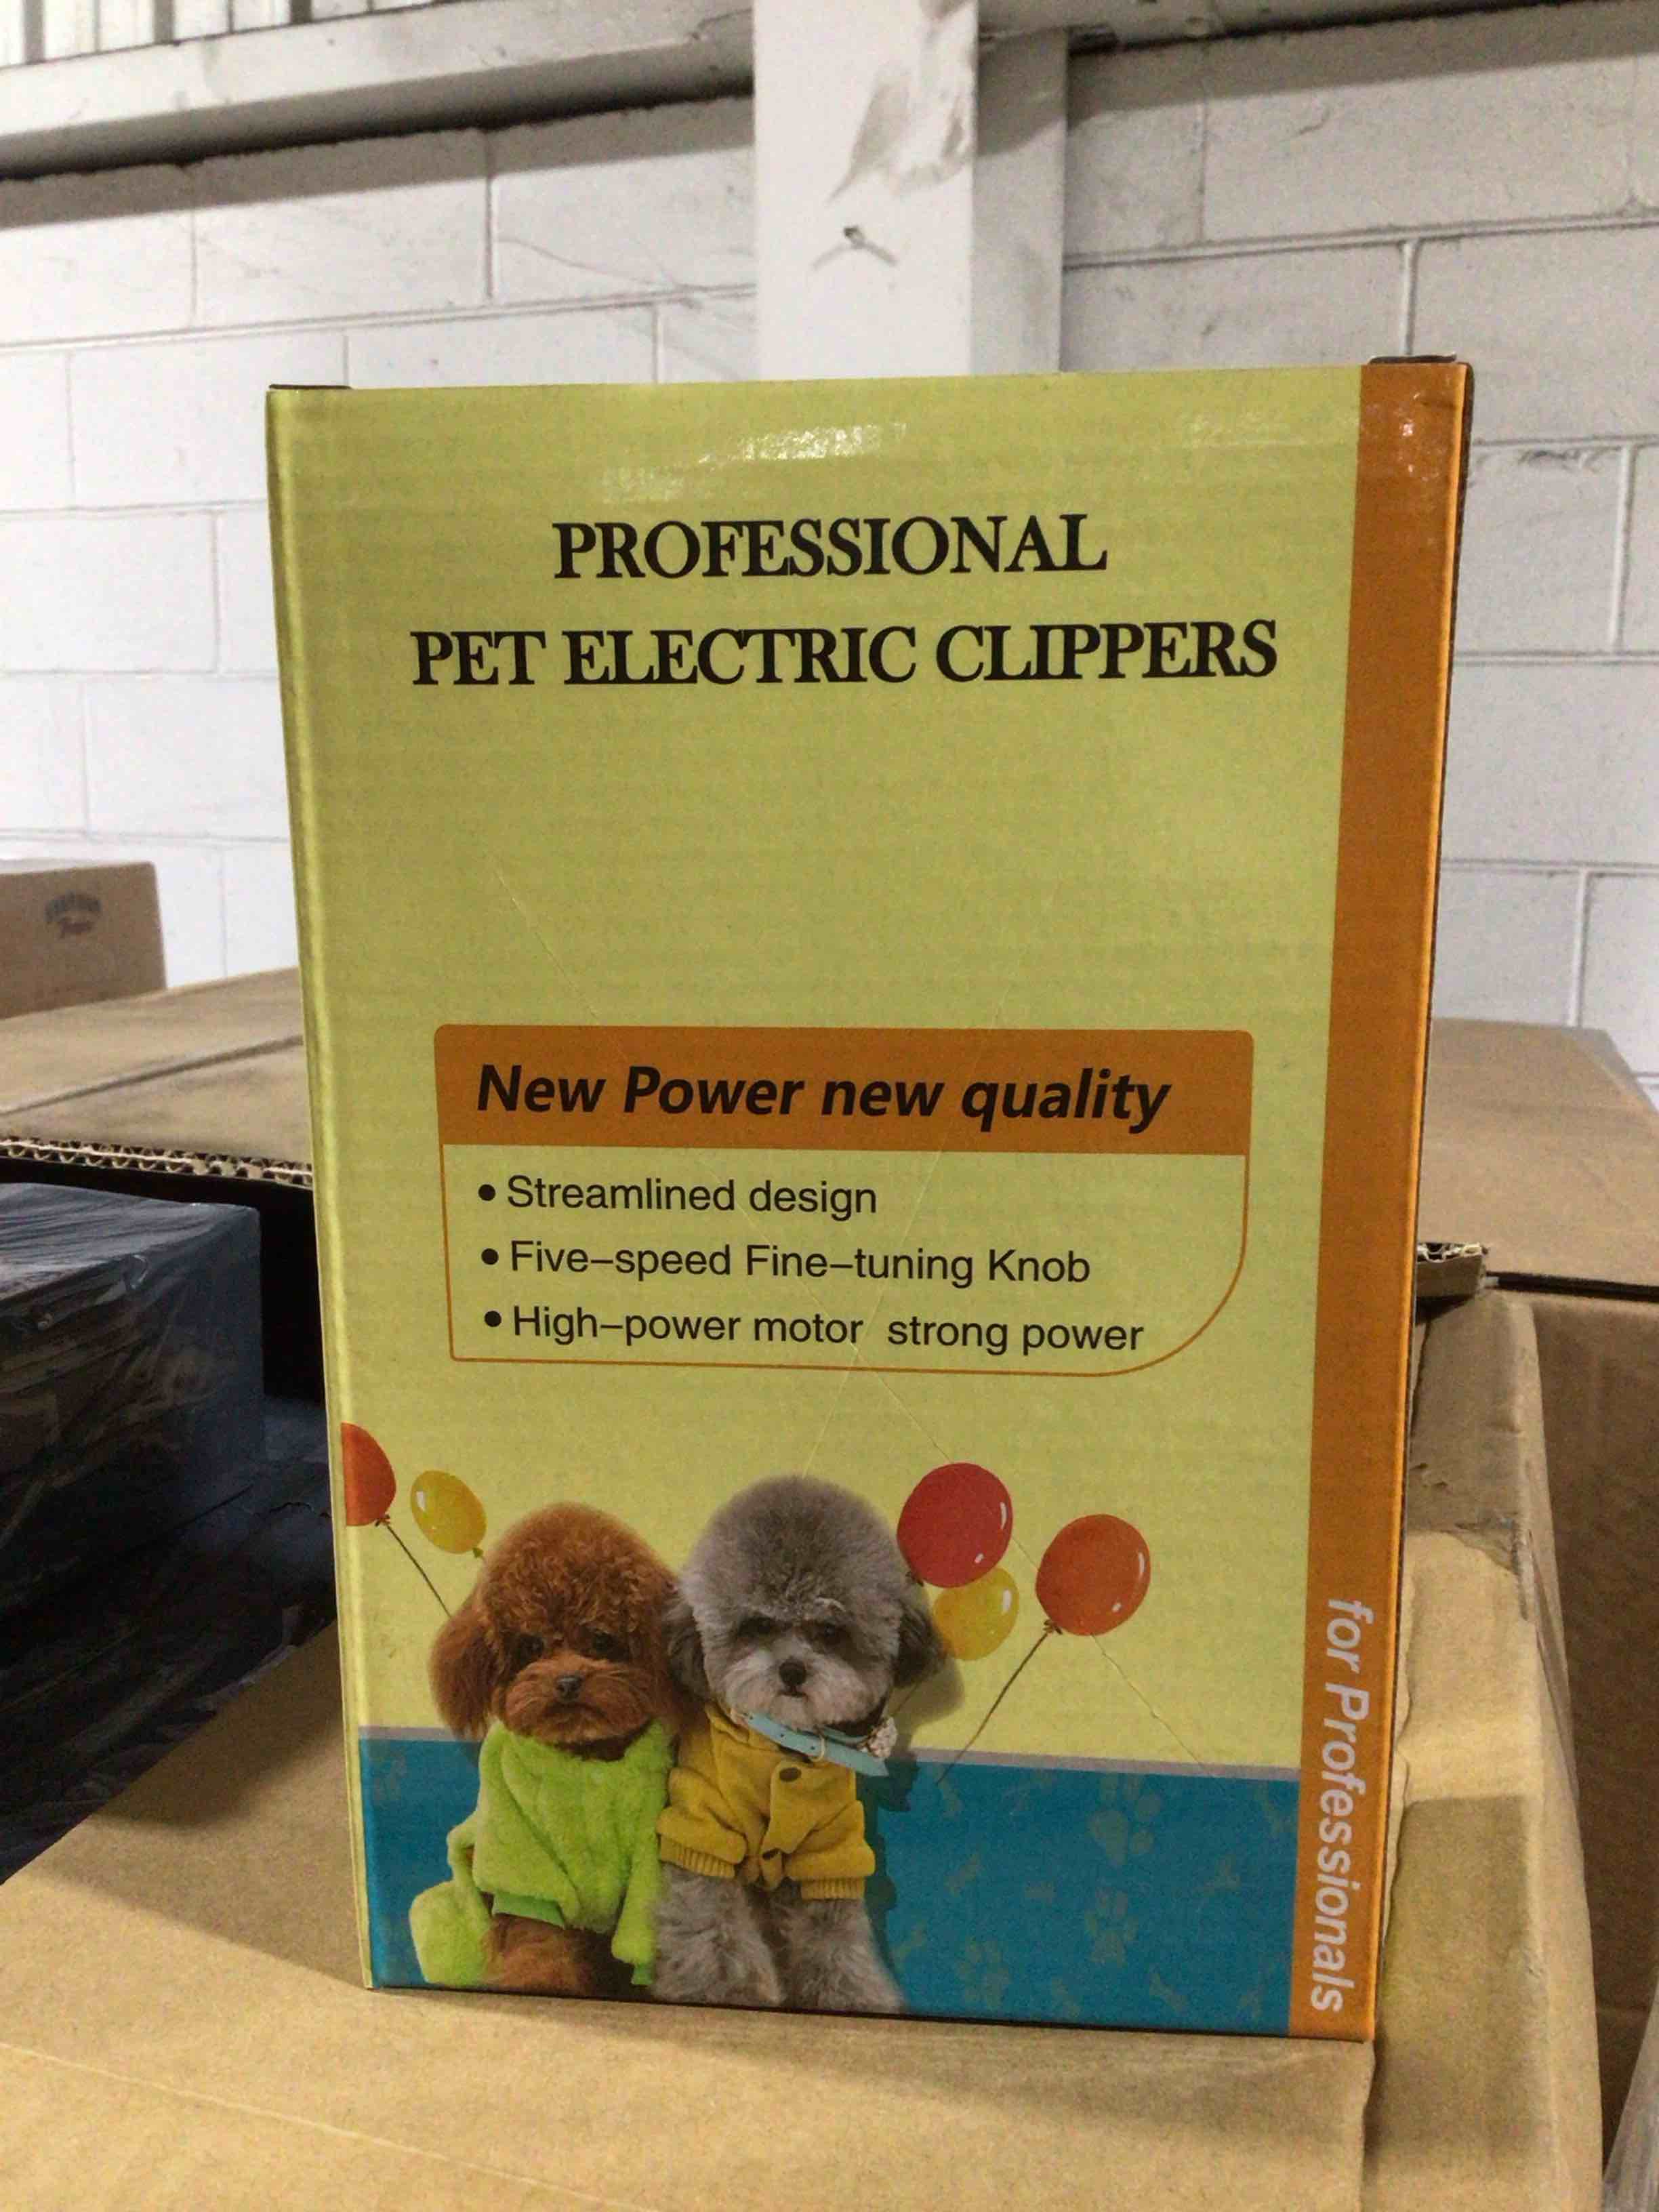 PROFESSIONAL
PET ELECTRIC CLIPPERS
New Power new quality
• Streamlined design
• Five–speed Fine–tuning Knob
• High–power motor strong power
for Professionals